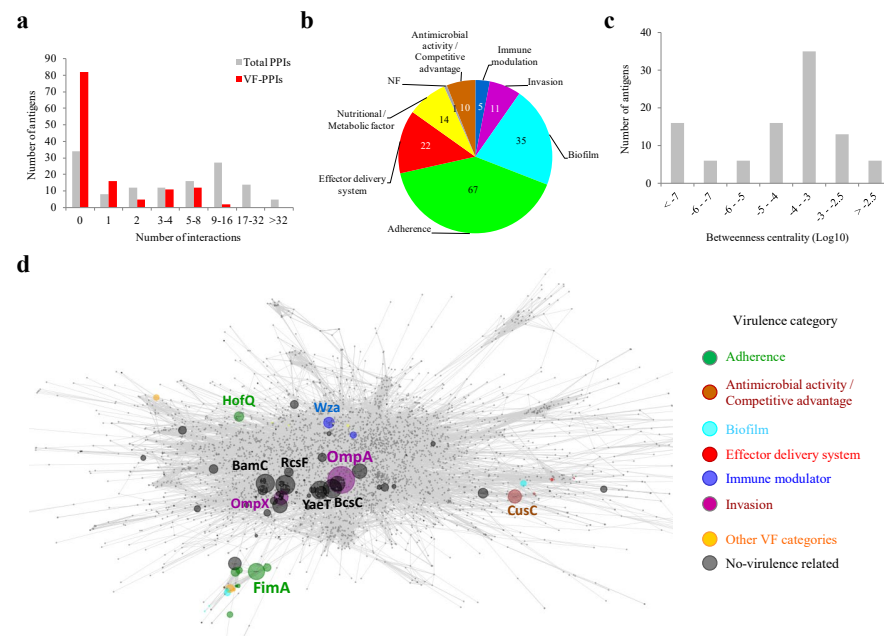 a
Total PPIs
VF-PPIs
90
80
70
60
50
40
30
20
10
0
Number of antigens
0 1 2 3-4 5-8 9-16 17-32 >32
Number of interactions
b
Antimicrobial
activity /
Competitive
advantage
Immune
modulation
Invasion
NF
Nutritional /
Metabolic factor
Effector delivery
system
Adherence
Biofilm
5
11
35
67
22
14
1
10
c
40
30
20
10
0
Number of antigens
< -7 -6 - -7 -6 - -5 -5 - -4 -4 - -3 -3 - -2.5 > -2.5
Betweenness centrality (Log10)
d
HofQ
Wza
OmpA
BamC
RcsF
OmpX
YaeT
BcsC
CusC
FimA
Virulence category
Adherence
Antimicrobial activity /
Competitive advantage
Biofilm
Effector delivery system
Immune modulator
Invasion
Other VF categories
No-virulence related